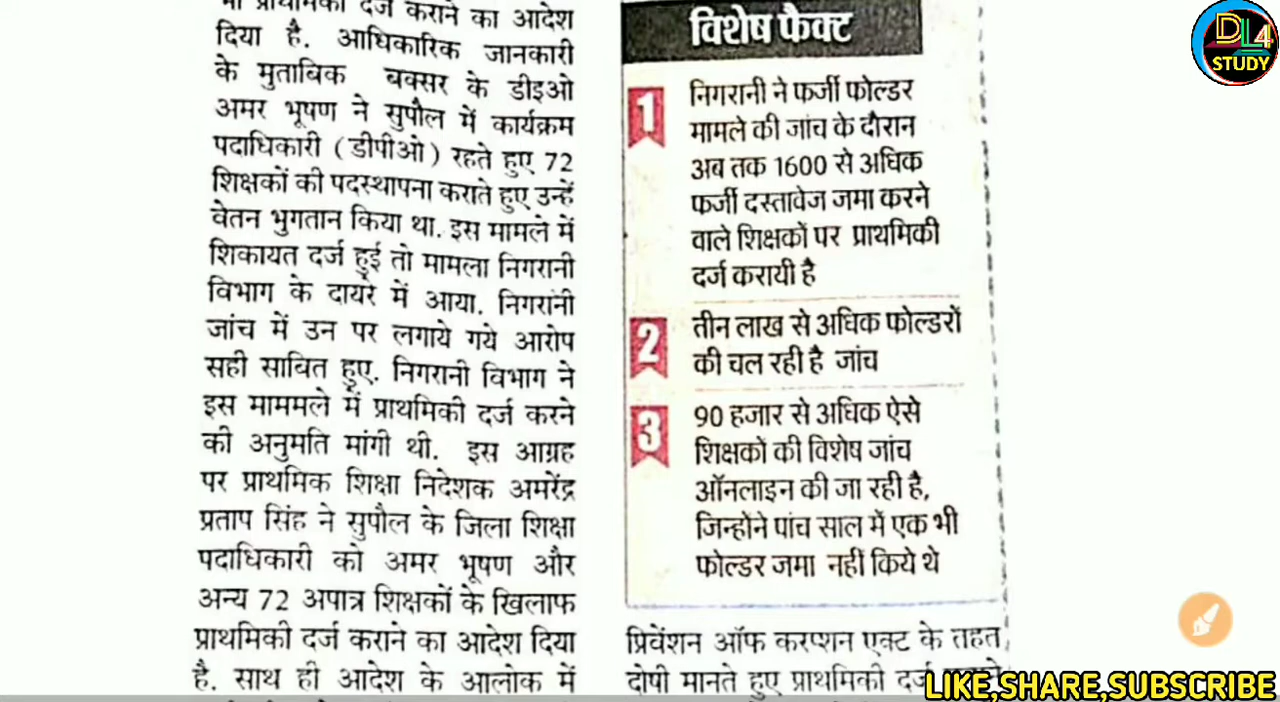 भी प्राथमिकी दर्ज कराने का आदेश
दिया है. आधिकारिक जानकारी
के मुताबिक बक्सर के डीइओ
अमर भूषण ने सुपौल में कार्यक्रम
पदाधिकारी (डीपीओ) रहते हुए 72
शिक्षकों की पदस्थापना कराते हुए उन्हें
वेतन भुगतान किया था. इस मामले में
शिकायत दर्ज हुई तो मामला निगरानी
विभाग के दायरे में आया. निगरानी
जांच में उन पर लगाये गये आरोप
सही साबित हुए. निगरानी विभाग ने
इस माममले में प्राथमिकी दर्ज करने
की अनुमति मांगी थी. इस आग्रह
पर प्राथमिक शिक्षा निदेशक अमरेंद्र
प्रताप सिंह ने सुपौल के जिला शिक्षा
पदाधिकारी को अमर भूषण और
अन्य 72 अपात्र शिक्षकों के खिलाफ
प्राथमिकी दर्ज कराने का आदेश दिया
है. साथ ही आदेश के आलोक में
विशेष फैक्ट
1 निगरानी ने फर्जी फोल्डर
मामले की जांच के दौरान
अब तक 1600 से अधिक
फर्जी दस्तावेज जमा करने
वाले शिक्षकों पर प्राथमिकी
दर्ज करायी है
2 तीन लाख से अधिक फोल्डरों
की चल रही है जांच
3 90 हजार से अधिक ऐसे
शिक्षकों की विशेष जांच
ऑनलाइन की जा रही है,
जिन्होंने पांच साल में एक भी
फोल्डर जमा नहीं किये थे
प्रिवेंशन ऑफ करप्शन एक्ट के तहत
दोषी मानते हुए प्राथमिकी दर्ज
DL4
STUDY
LIKE,SHARE,SUBSCRIBE